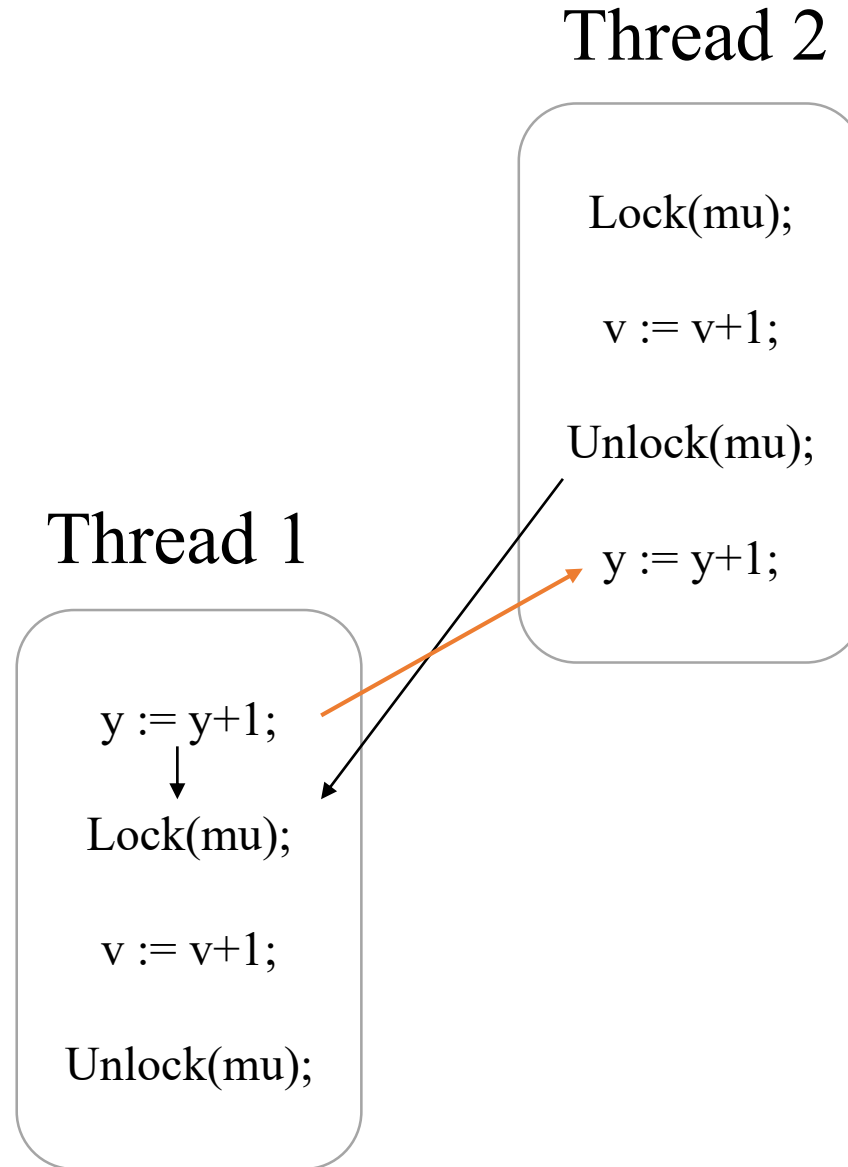 Thread 2
Lock(mu);
v := v+1;
Unlock(mu);
y := y+1;
Thread 1
y := y+1;
Lock(mu);
v := v+1;
Unlock(mu);